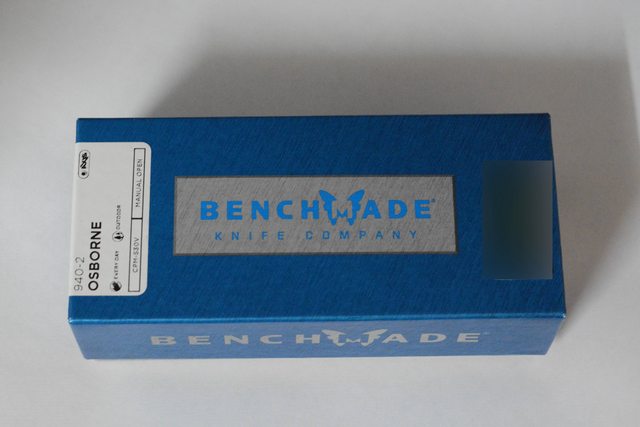 BENCHMADE®
KNIFE COMPANY
940-2
OSBORNE
EVERY DAY
OUTDOOR
CPM-S30V
MANUAL OPEN
BENCHMADE®